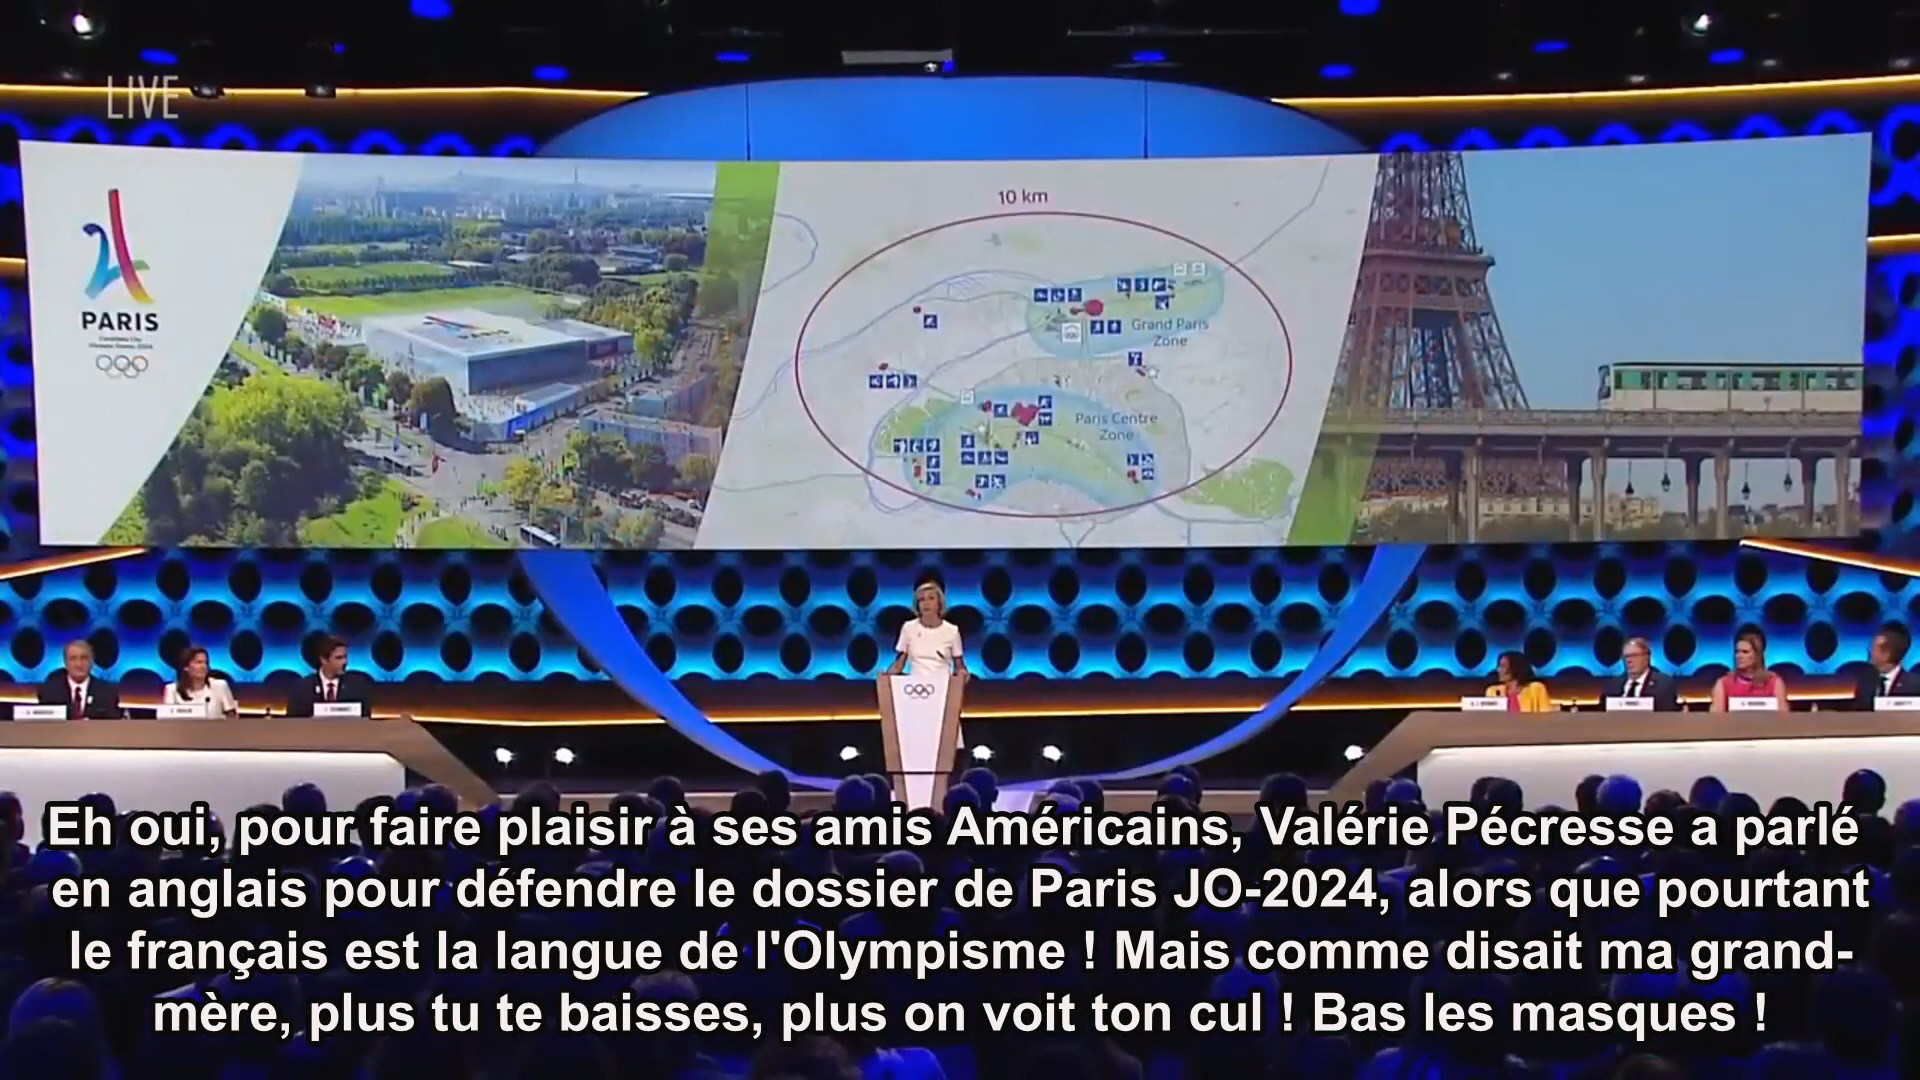 LIVE
10 km
Grand Paris
Zone
PARIS
Paris Centre
Zone
Eh oui, pour faire plaisir à ses amis Américains, Valérie Pécresse a parlé
en anglais pour défendre le dossier de Paris JO-2024, alors que pourtant
le français est la langue de l'Olympisme ! Mais comme disait ma grand-
mère, plus tu te baisses, plus on voit ton cul ! Bas les masques !